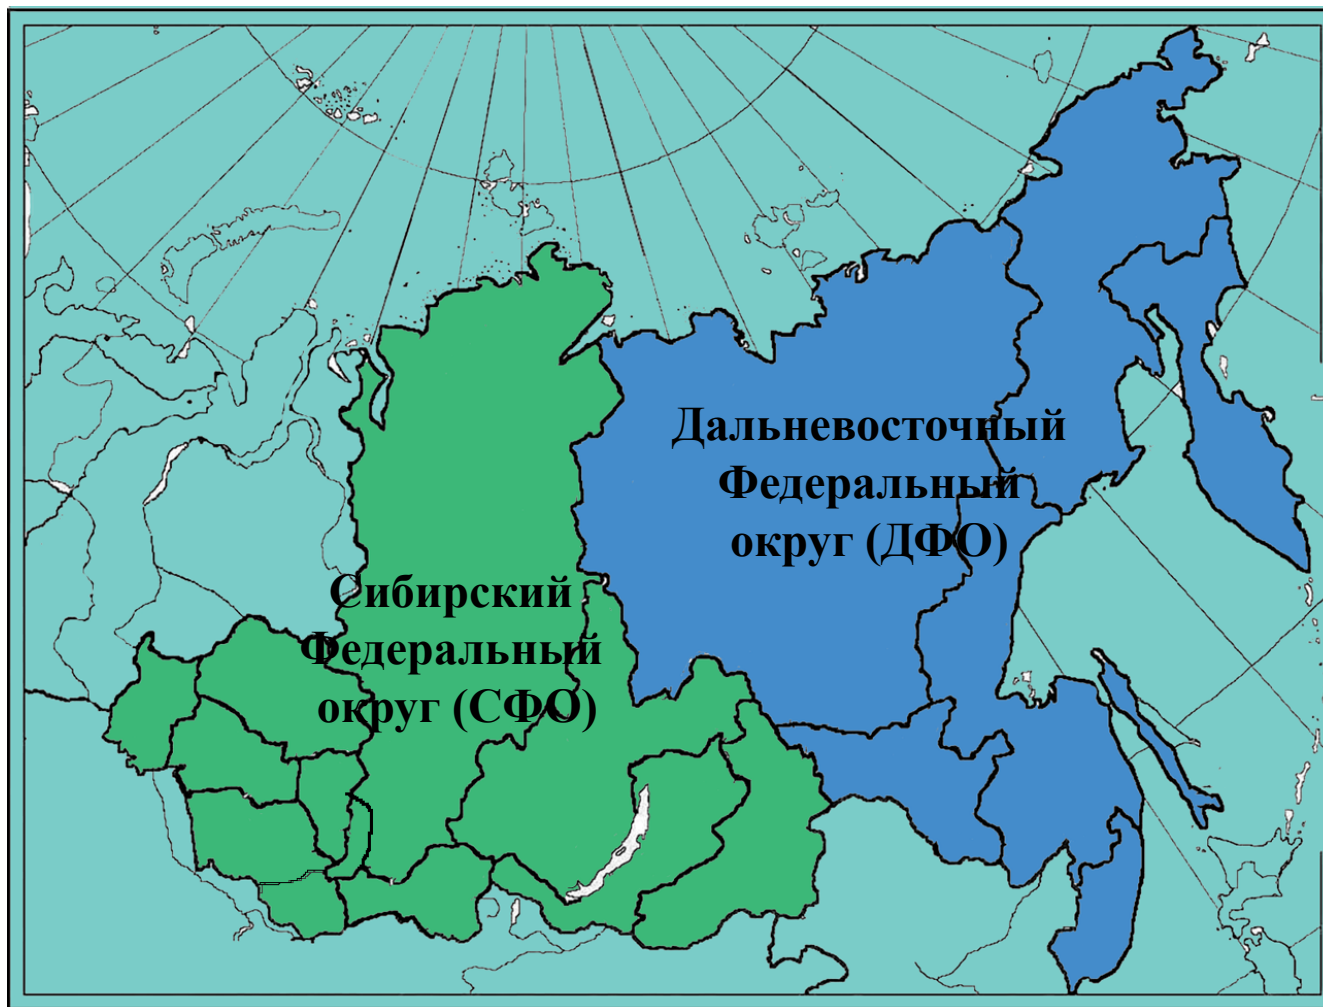 Дальневосточный
Федеральный
округ (ДФО)
Сибирский
Федеральный
округ (СФО)